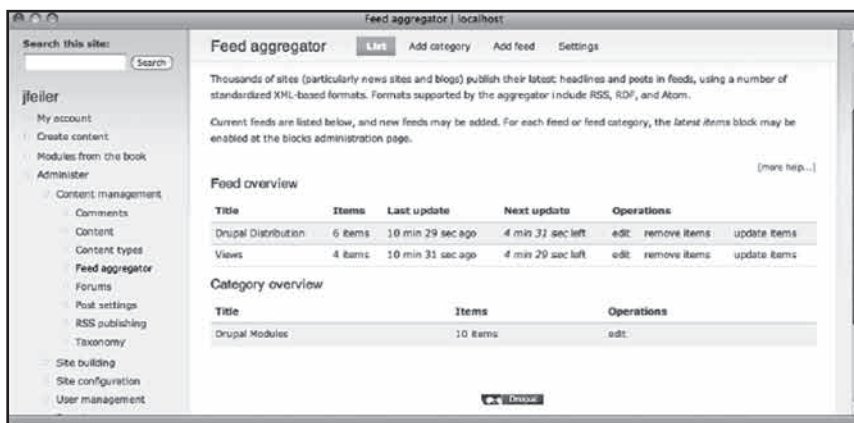 Feed aggregator | localhost
Search this site:
Search
jfeiler
My account
Create content
Modules from the book
Administer
Content management
Comments
Content
Content types
Feed aggregator
Forums
Post settings
RSS publishing
Taxonomy
Site building
Site configuration
User management
Feed aggregator List Add category Add feed Settings
Thousands of sites (particularly news sites and blogs) publish their latest headlines and posts in feeds, using a number of
standardized XML-based formats. Formats supported by the aggregator include RSS, RDF, and Atom.
Current feeds are listed below, and new feeds may be added. For each feed or feed category, the latest items block may be
enabled at the blocks administration page.
[more help...]
Feed overview
Title Items Last update Next update Operations
Drupal Distribution 6 items 10 min 29 sec ago 4 min 31 sec left edit remove items update items
Views 4 items 10 min 31 sec ago 4 min 29 sec left edit remove items update items
Category overview
Title Items Operations
Drupal Modules 10 items edit
Drupal